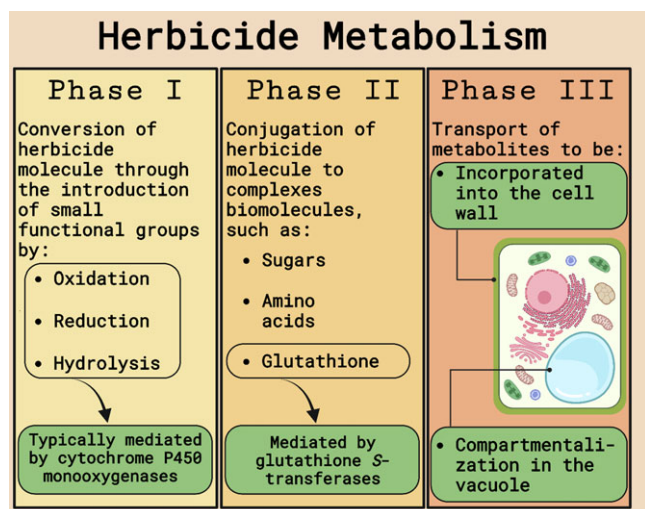 Herbicide Metabolism
Phase I
Conversion of
herbicide
molecule through
the introduction
of small
functional groups
by:
• Oxidation
• Reduction
• Hydrolysis
Typically mediated
by cytochrome P450
monooxygenases
Phase II
Conjugation of
herbicide
molecule to
complexes
biomolecules,
such as:
• Sugars
• Amino
acids
• Glutathione
Mediated by
glutathione S-
transferases
Phase III
Transport of
metabolites to be:
• Incorporated
into the cell
wall
• Compartmentali-
zation in the
vacuole